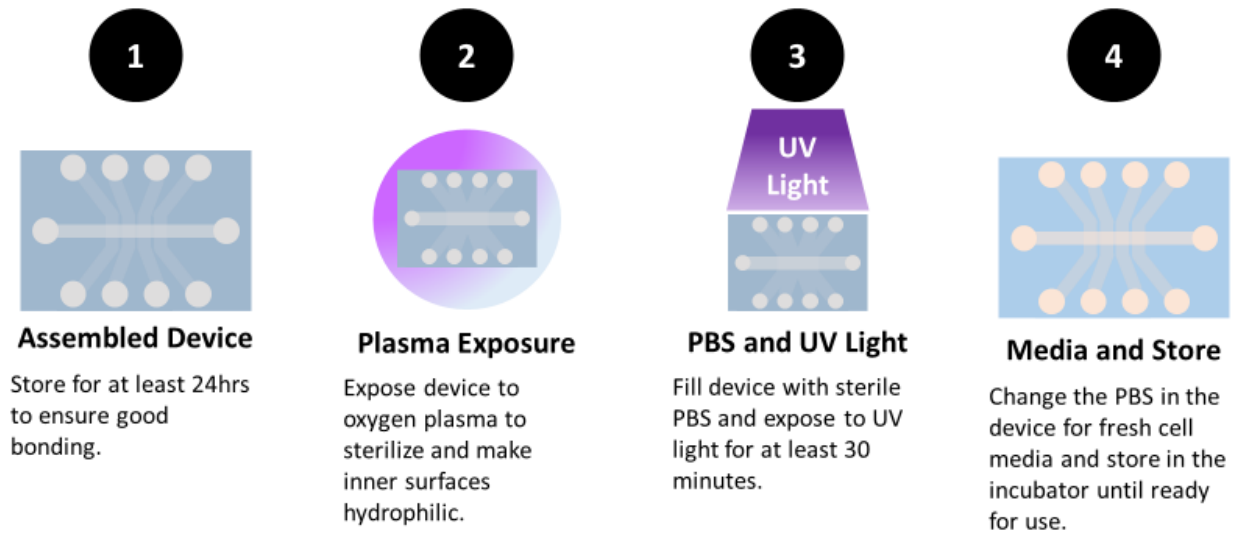 1
Assembled Device
Store for at least 24hrs
to ensure good
bonding.
2
Plasma Exposure
Expose device to
oxygen plasma to
sterilize and make
inner surfaces
hydrophilic.
3
UV
Light
PBS and UV Light
Fill device with sterile
PBS and expose to UV
light for at least 30
minutes.
4
Media and Store
Change the PBS in the
device for fresh cell
media and store in the
incubator until ready
for use.